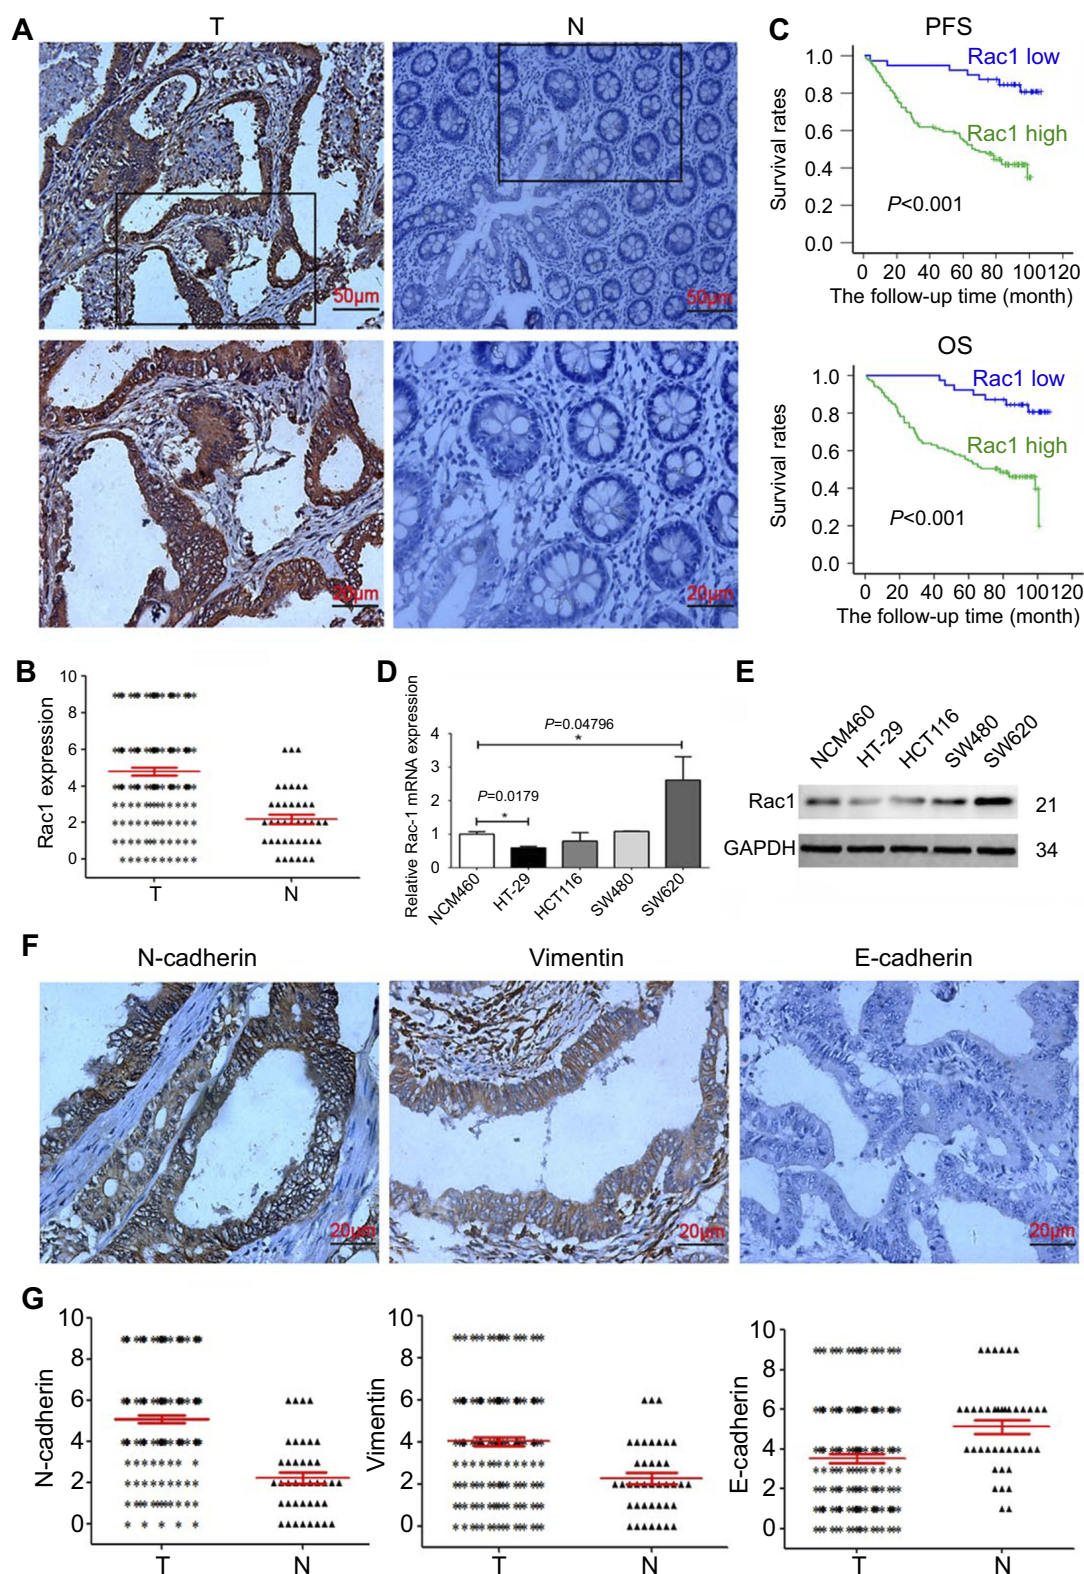 A
T
N
50µm
50µm
20µm
20µm
C
PFS
Survival rates
1.0
0.8
0.6
0.4
0.2
0.0
Rac1 low
Rac1 high
P<0.001
0 20 40 60 80 100 120
The follow-up time (month)
OS
Survival rates
1.0
0.8
0.6
0.4
0.2
0.0
Rac1 low
Rac1 high
P<0.001
0 20 40 60 80 100 120
The follow-up time (month)
B
Rac1 expression
10
8
6
4
2
0
T N
D
Relative Rac-1 mRNA expression
4
3
2
1
0
P=0.04796
*
P=0.0179
*
NCM460 HT-29 HCT116 SW480 SW620
E
NCM460 HT-29 HCT116 SW480 SW620
Rac1 21
GAPDH 34
F
N-cadherin Vimentin E-cadherin
20µm 20µm 20µm
G
N-cadherin
10
8
6
4
2
0
T N
Vimentin
10
8
6
4
2
0
T N
E-cadherin
10
8
6
4
2
0
T N